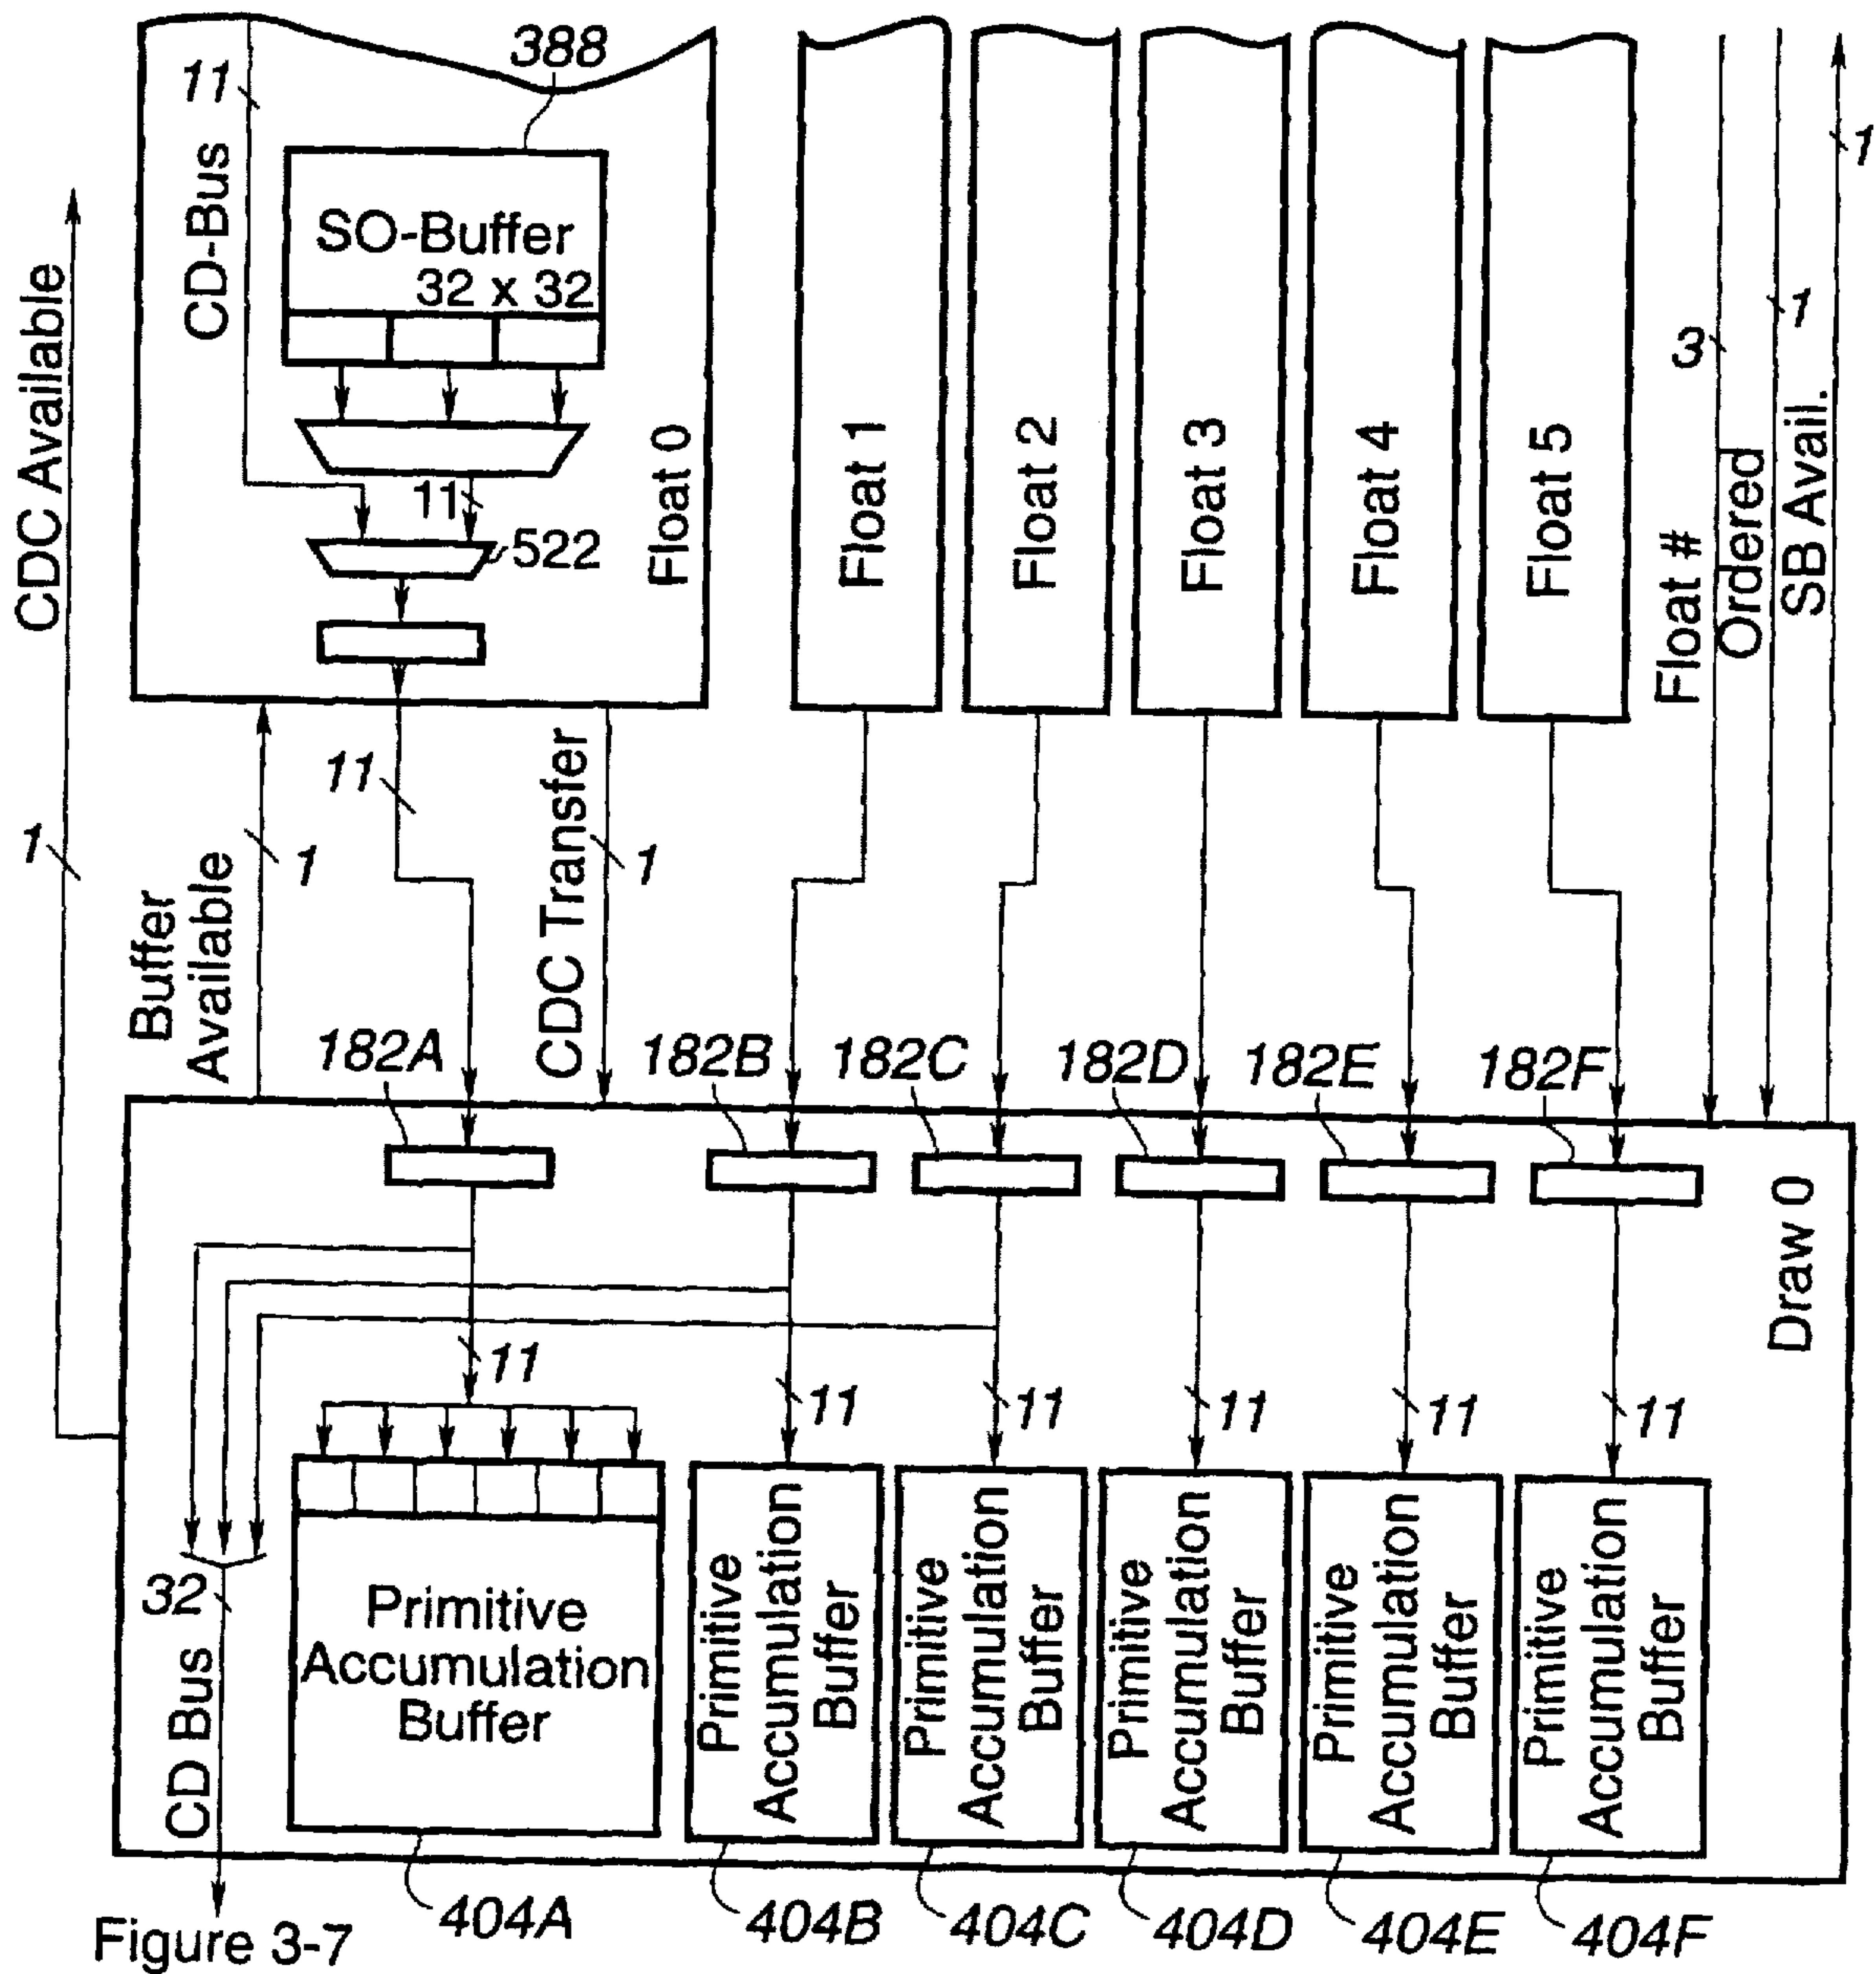 388
11
CD-Bus
SO-Buffer
32 x 32
11
522
Float 0
Float 1
Float 2
Float 3
Float 4
Float 5
3
Float #
Ordered
1
SB Avail.
1
CDC Available
1
Buffer
Available
1
11
CDC Transfer
1
182A
182B
182C
182D
182E
182F
Draw 0
11
11
11
11
11
11
32
CD Bus
Primitive
Accumulation
Buffer
Primitive
Accumulation
Buffer
Primitive
Accumulation
Buffer
Primitive
Accumulation
Buffer
Primitive
Accumulation
Buffer
Primitive
Accumulation
Buffer
404A
404B
404C
404D
404E
404F
Figure 3-7